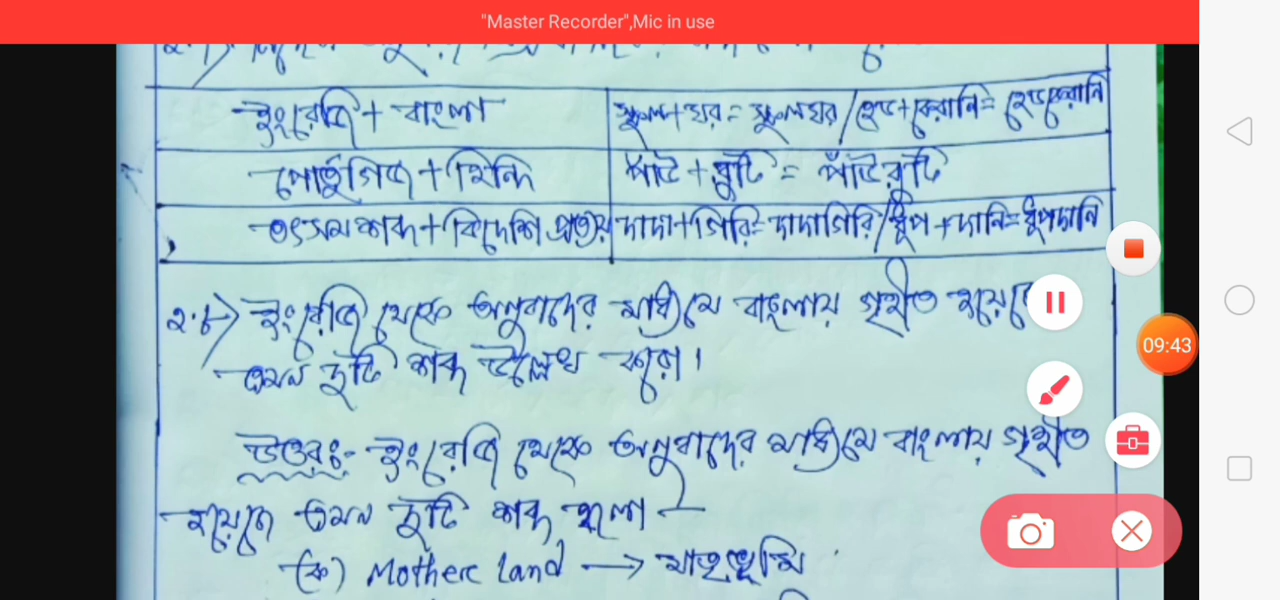 "Master Recorder",Mic in use
ইংরেজি + বাংলা
স্কুল+ঘর = স্কুলঘর / হেড+কেরানি = হেডকেরানি
পোর্তুগিজ + হিন্দি
পাঁউ + রুটি = পাঁউরুটি
তৎসম শব্দ + বিদেশি প্রত্যয়
দাদা+গিরি = দাদাগিরি / ধূপ + দানি = ধূপদানি
২.৮) ইংরেজি থেকে অনুবাদের মাধ্যমে বাংলায় গৃহীত হয়েছে
এমন দুটি শব্দ উল্লেখ করো।
09:43
উত্তরঃ- ইংরেজি থেকে অনুবাদের মাধ্যমে বাংলায় গৃহীত
হয়েছে এমন দুটি শব্দ হলো —
(ক) Mother Land → মাতৃভূমি